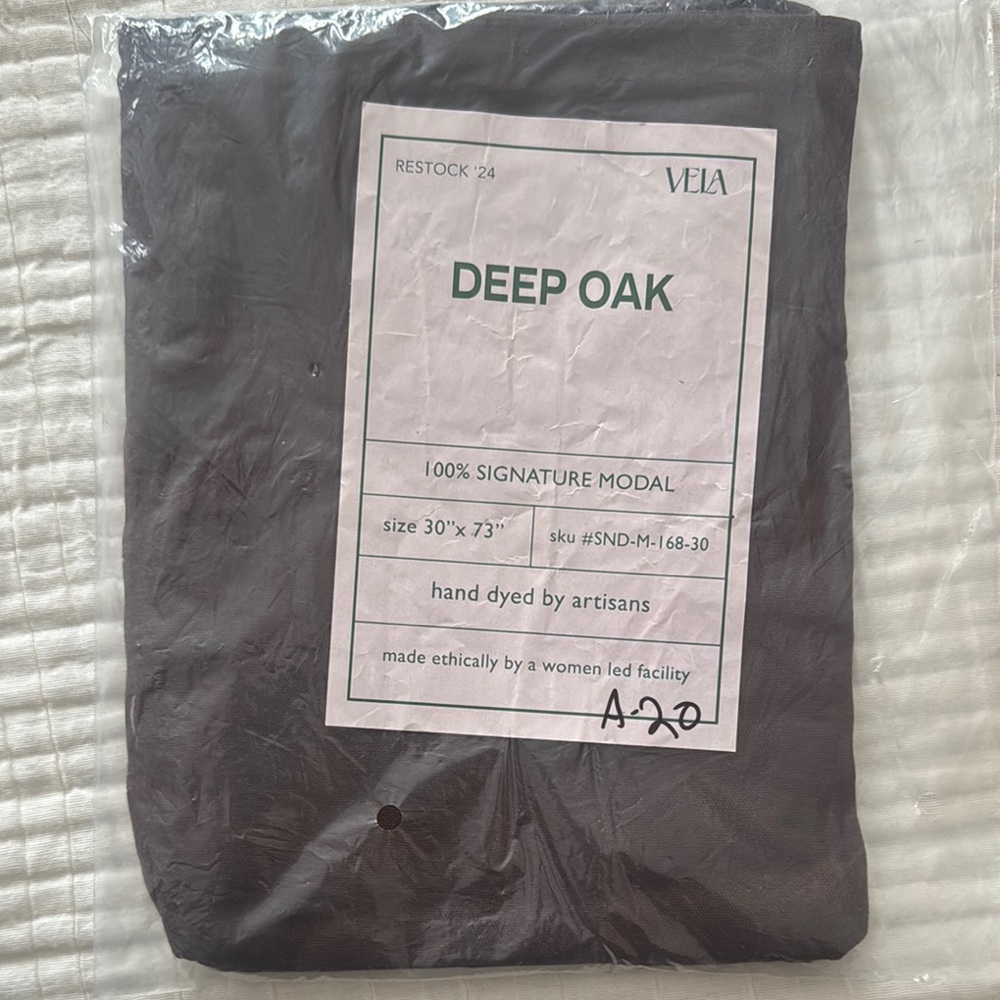 RESTOCK '24
VELA
DEEP OAK
100% SIGNATURE MODAL
size 30”x 73”
sku #SND-M-168-30
hand dyed by artisans
made ethically by a women led facility
A-20